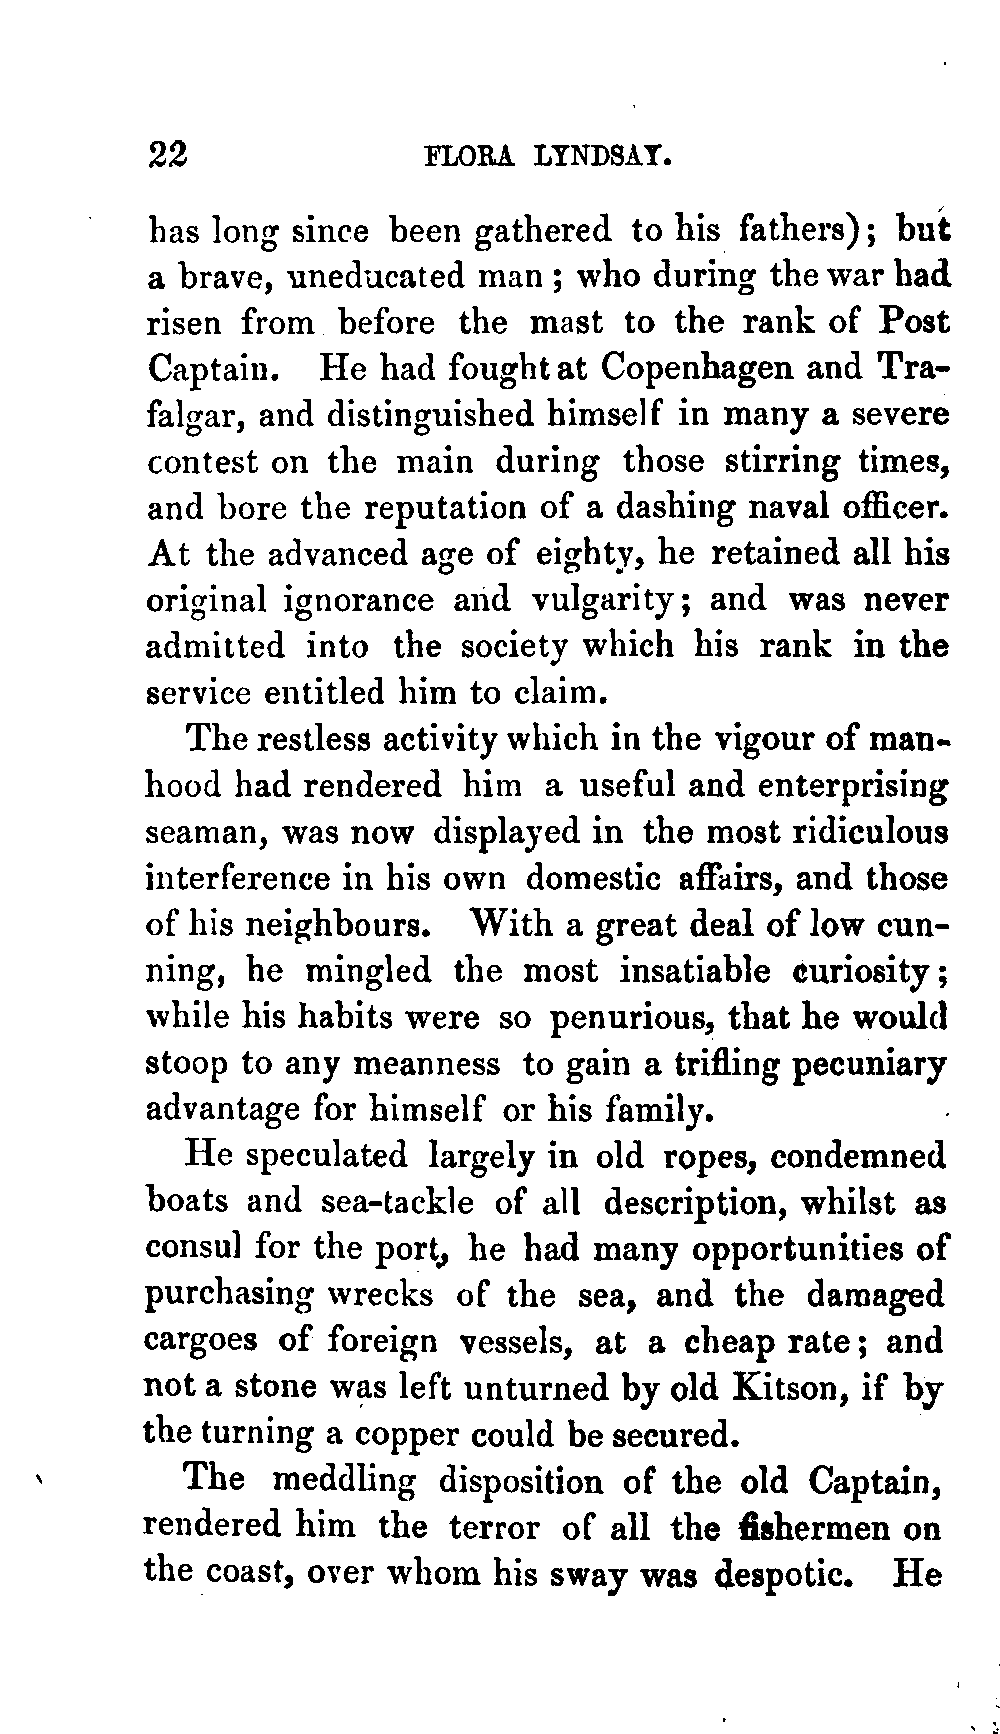 22 FLORA LYNDSAY.
has long since been gathered to his fathers); but
a brave, uneducated man; who during the war had
risen from before the mast to the rank of Post
Captain. He had fought at Copenhagen and Tra-
falgar, and distinguished himself in many a severe
contest on the main during those stirring times,
and bore the reputation of a dashing naval officer.
At the advanced age of eighty, he retained all his
original ignorance and vulgarity; and was never
admitted into the society which his rank in the
service entitled him to claim.
The restless activity which in the vigour of man-
hood had rendered him a useful and enterprising
seaman, was now displayed in the most ridiculous
interference in his own domestic affairs, and those
of his neighbours. With a great deal of low cun-
ning, he mingled the most insatiable curiosity;
while his habits were so penurious, that he would
stoop to any meanness to gain a trifling pecuniary
advantage for himself or his family.
He speculated largely in old ropes, condemned
boats and sea-tackle of all description, whilst as
consul for the port, he had many opportunities of
purchasing wrecks of the sea, and the damaged
cargoes of foreign vessels, at a cheap rate; and
not a stone was left unturned by old Kitson, if by
the turning a copper could be secured.
The meddling disposition of the old Captain,
rendered him the terror of all the fishermen on
the coast, over whom his sway was despotic. He